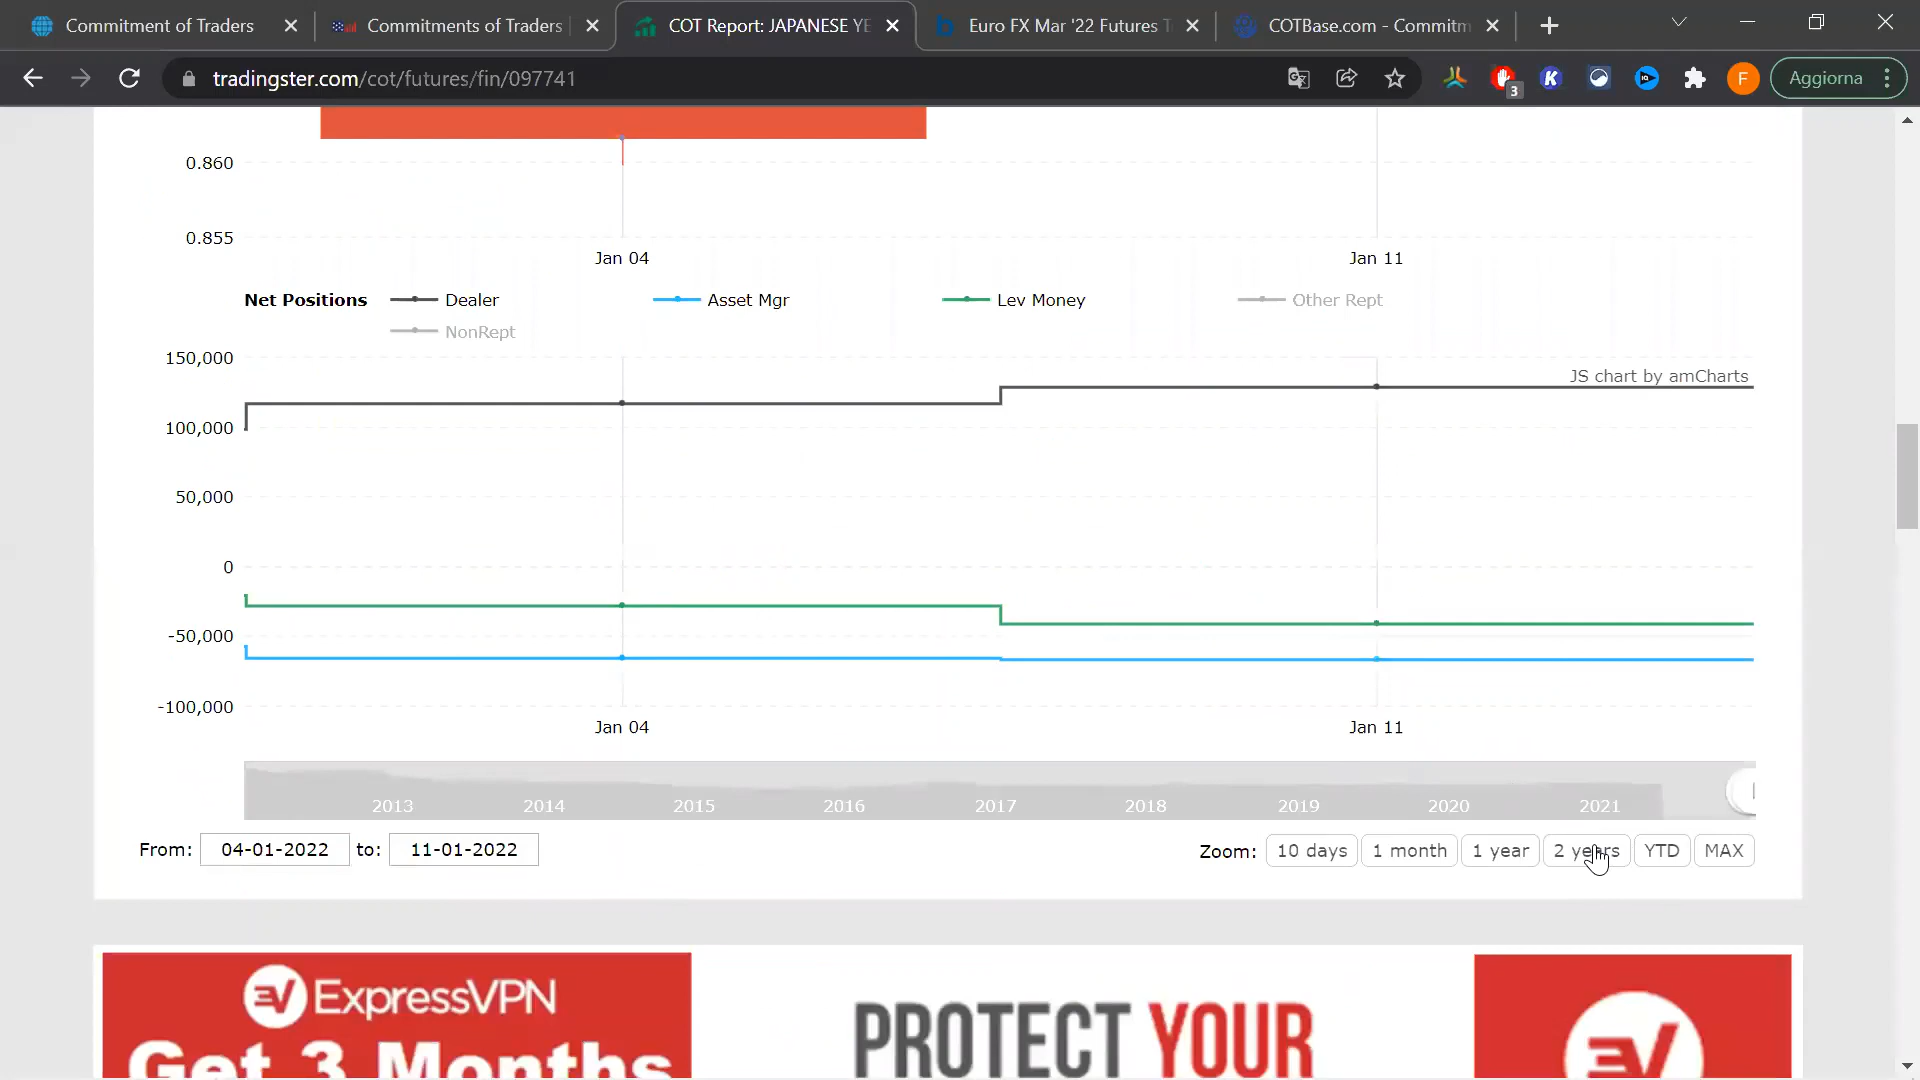 Commitment of Traders
Commitments of Traders
COT Report: JAPANESE YE
Euro FX Mar '22 Futures T
COTBase.com - Commitm
tradingster.com/cot/futures/fin/097741
3
K
F
Aggiorna
0.860
0.855
Jan 04
Jan 11
Net Positions
Dealer
Asset Mgr
Lev Money
Other Rept
NonRept
150,000
JS chart by amCharts
100,000
50,000
0
-50,000
-100,000
Jan 04
Jan 11
2013
2014
2015
2016
2017
2018
2019
2020
2021
From: 04-01-2022 to: 11-01-2022
Zoom: 10 days 1 month 1 year 2 years YTD MAX
ExpressVPN
Get 3 Months
PROTECT YOUR